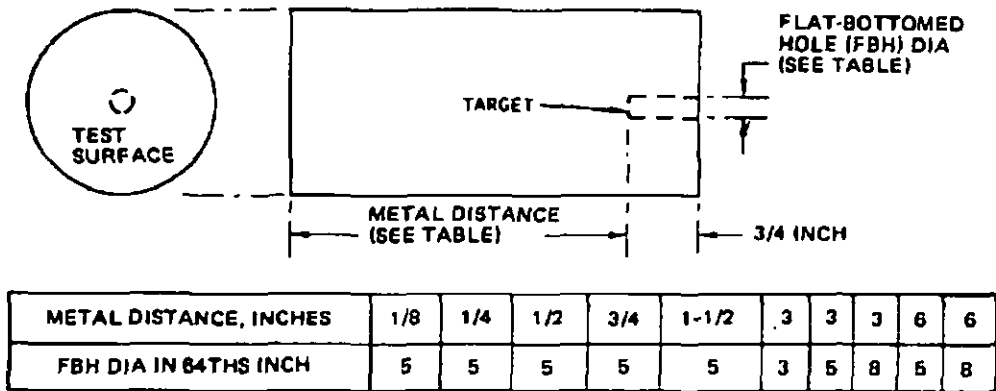 FLAT-BOTTOMED
HOLE (FBH) DIA
(SEE TABLE)
TARGET
TEST
SURFACE
METAL DISTANCE
(SEE TABLE)
3/4 INCH
METAL DISTANCE, INCHES 1/8 1/4 1/2 3/4 1-1/2 3 3 3 6 6
FBH DIA IN 64THS INCH 5 5 5 5 5 3 5 8 5 8